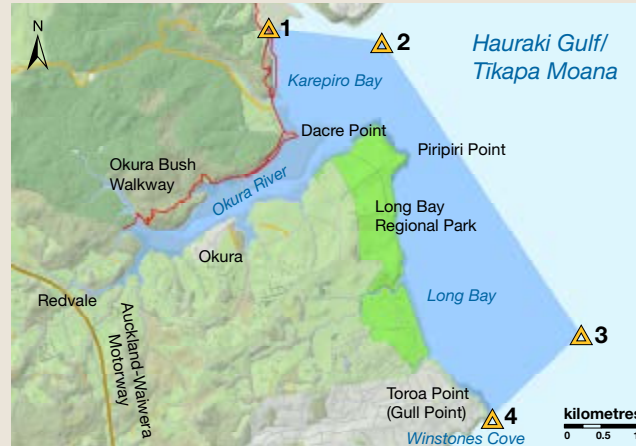 N
1
2
Hauraki Gulf/
Tīkapa Moana
Karepiro Bay
Dacre Point
Piripiri Point
Okura Bush
Walkway
Okura River
Long Bay
Regional Park
Okura
Redvale
Long Bay
Auckland-Waiwera
Motorway
3
Toroa Point
(Gull Point)
4
Winstones Cove
kilometres
0 0.5 1